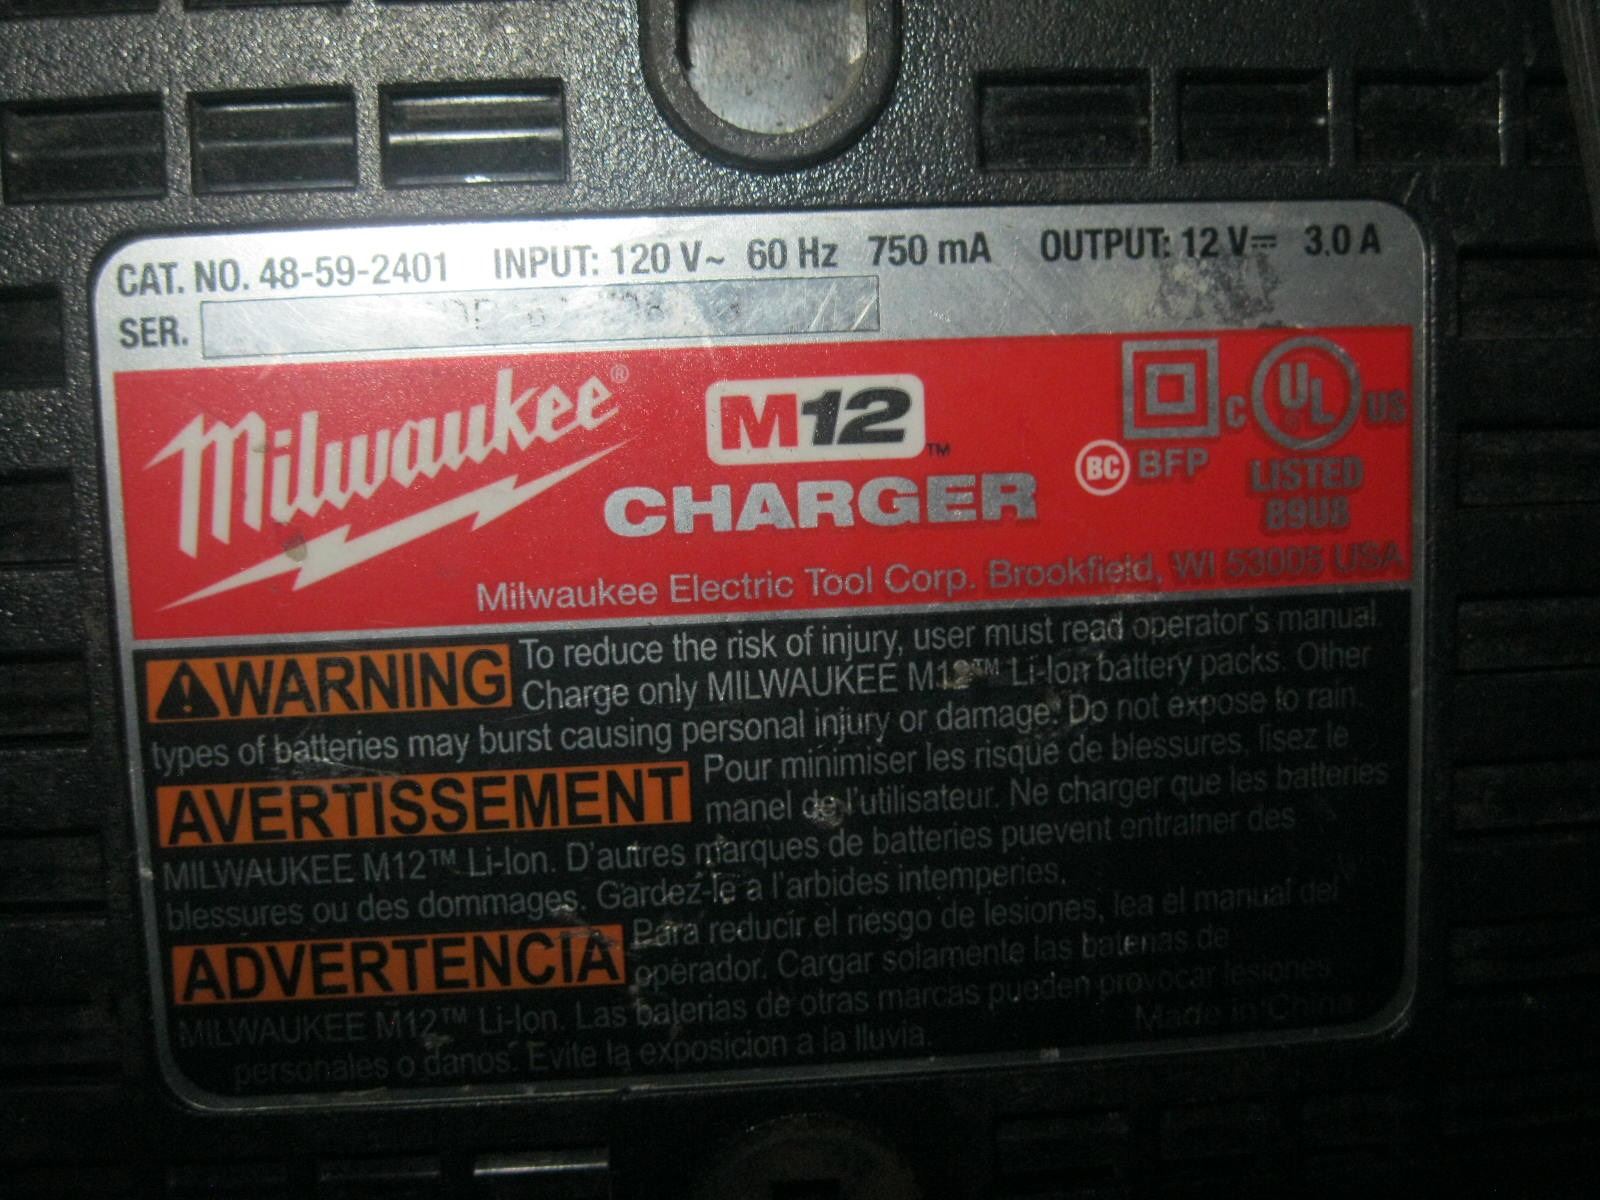 CAT. NO. 48-59-2401 INPUT: 120 V~ 60 Hz 750 mA OUTPUT: 12 V⎓ 3.0 A
SER.
Milwaukee®
M12™
CHARGER
C UL® US
BC BFP
LISTED
89U8
Milwaukee Electric Tool Corp. Brookfield, WI 53005 USA
⚠WARNING To reduce the risk of injury, user must read operator's manual.
Charge only MILWAUKEE M12™ Li-Ion battery packs. Other
types of batteries may burst causing personal injury or damage. Do not expose to rain.
AVERTISSEMENT Pour minimiser les risque de blessures, lisez le
manel de l'utilisateur. Ne charger que les batteries
MILWAUKEE M12™ Li-Ion. D'autres marques de batteries puevent entrainer des
blessures ou des dommages. Gardez-le a l'arbides intemperies.
ADVERTENCIA Para reducir el riesgo de lesiones, lea el manual del
operador. Cargar solamente las baterias de
MILWAUKEE M12™ Li-Ion. Las baterias de otras marcas pueden provocar lesiones
personales o danos. Evite la exposicion a la lluvia.
Made in China